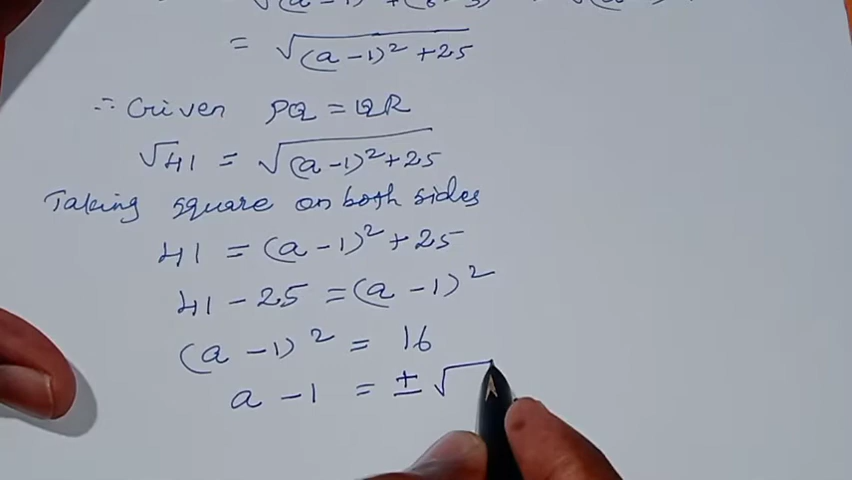 = √(a-1)² +25
∴ Given PQ = QR
√41 = √(a-1)²+25
Taking square on both sides
41 = (a-1)²+25
41-25 = (a-1)²
(a-1)² = 16
a-1 = ±√